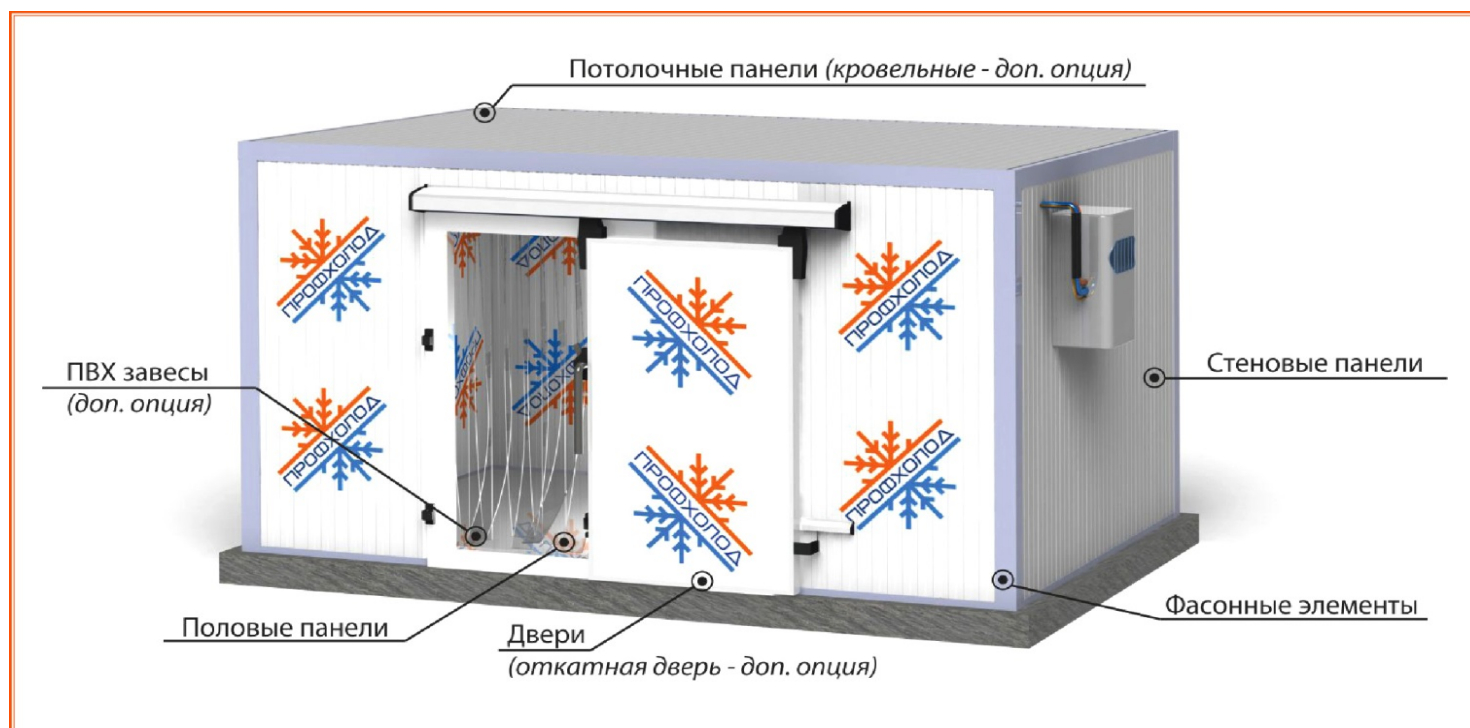 Потолочные панели (кровельные - доп. опция)
ПРОФХОЛОД
ПРОФХОЛОД
ПРОФХОЛОД
ПВХ завесы
(доп. опция)
Стеновые панели
ПРОФХОЛОД
ПРОФХОЛОД
ПРОФХОЛОД
Фасонные элементы
Половые панели
Двери
(откатная дверь - доп. опция)